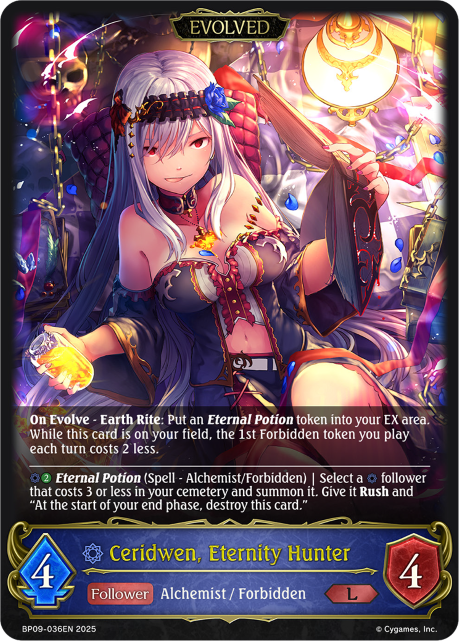 EVOLVED
On Evolve - Earth Rite: Put an Eternal Potion token into your EX area.
While this card is on your field, the 1st Forbidden token you play
each turn costs 2 less.
2 Eternal Potion (Spell - Alchemist/Forbidden) | Select a follower
that costs 3 or less in your cemetery and summon it. Give it Rush and
“At the start of your end phase, destroy this card.”
4 Ceridwen, Eternity Hunter 4
Follower Alchemist / Forbidden L
BP09-036EN 2025 © Cygames, Inc.